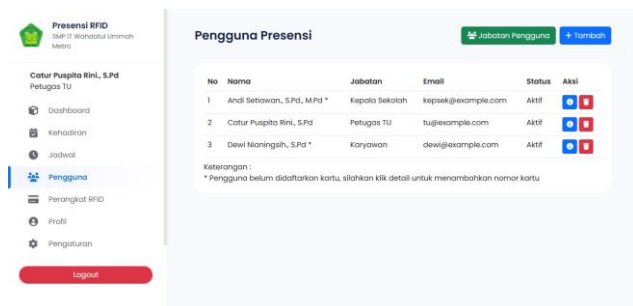 Presensi RFID
SMP IT Wahdatul Ummah
Metro
Catur Puspita Rini., S.Pd
Petugas TU
Dashboard
Kehadiran
Jadwal
Pengguna
Perangkat RFID
Profil
Pengaturan
Logout
Pengguna Presensi
Jabatan Pengguna
+ Tambah
No Nama Jabatan Email Status Aksi
1 Andi Setiawan., S.Pd., M.Pd * Kepala Sekolah kepsek@example.com Aktif
2 Catur Puspita Rini., S.Pd Petugas TU tu@example.com Aktif
3 Dewi Nianingsih., S.Pd * Karyawan dewi@example.com Aktif
Keterangan :
* Pengguna belum didaftarkan kartu, silahkan klik detail untuk menambahkan nomor kartu